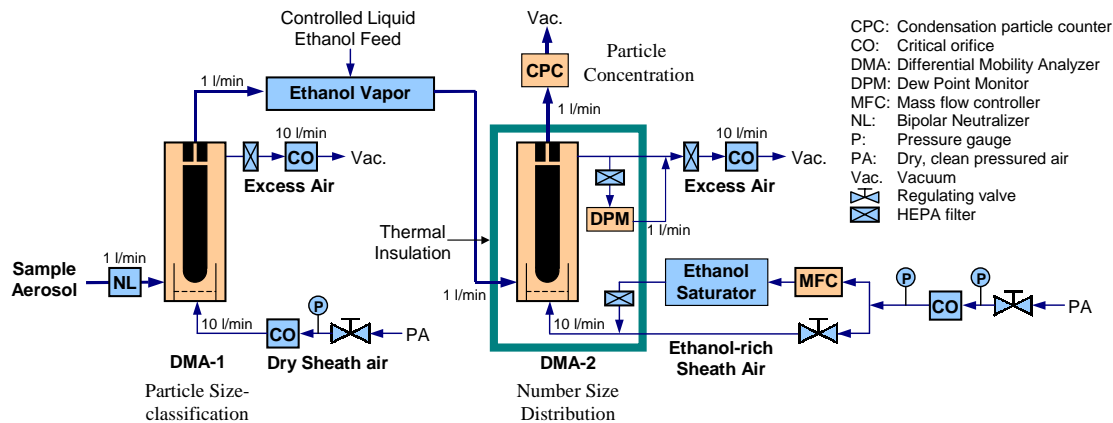 Controlled Liquid
Ethanol Feed
1 l/min
Ethanol Vapor
10 l/min
CO
Vac.
Excess Air
1 l/min
Sample
Aerosol
NL
10 l/min
CO
P
PA
DMA-1
Dry Sheath air
Particle Size-
classification
Vac.
CPC
Particle
Concentration
1 l/min
1 l/min
10 l/min
CO
Vac.
Excess Air
DPM
1 l/min
Thermal
Insulation
1 l/min
10 l/min
Ethanol
Saturator
MFC
P
CO
P
PA
DMA-2
Ethanol-rich
Sheath Air
Number Size
Distribution
CPC: Condensation particle counter
CO: Critical orifice
DMA: Differential Mobility Analyzer
DPM: Dew Point Monitor
MFC: Mass flow controller
NL: Bipolar Neutralizer
P: Pressure gauge
PA: Dry, clean pressured air
Vac. Vacuum
Regulating valve
HEPA filter